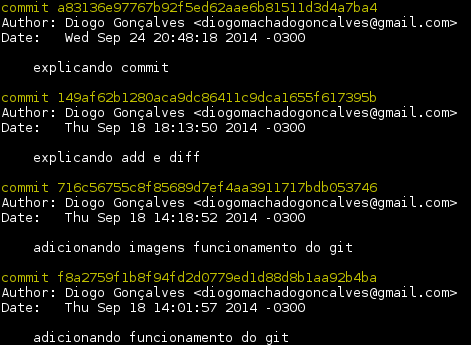 commit a83136e97767b92f5ed62aae6b81511d3d4a7ba4
Author: Diogo Gonçalves <diogomachadogoncalves@gmail.com>
Date:   Wed Sep 24 20:48:18 2014 -0300
    explicando commit
commit 149af62b1280aca9dc86411c9dca1655f617395b
Author: Diogo Gonçalves <diogomachadogoncalves@gmail.com>
Date:   Thu Sep 18 18:13:50 2014 -0300
    explicando add e diff
commit 716c56755c8f85689d7ef4aa3911717bdb053746
Author: Diogo Gonçalves <diogomachadogoncalves@gmail.com>
Date:   Thu Sep 18 14:18:52 2014 -0300
    adicionando imagens funcionamento do git
commit f8a2759f1b8f94fd2d0779ed1d88d8b1aa92b4ba
Author: Diogo Gonçalves <diogomachadogoncalves@gmail.com>
Date:   Thu Sep 18 14:01:57 2014 -0300
    adicionando funcionamento do git